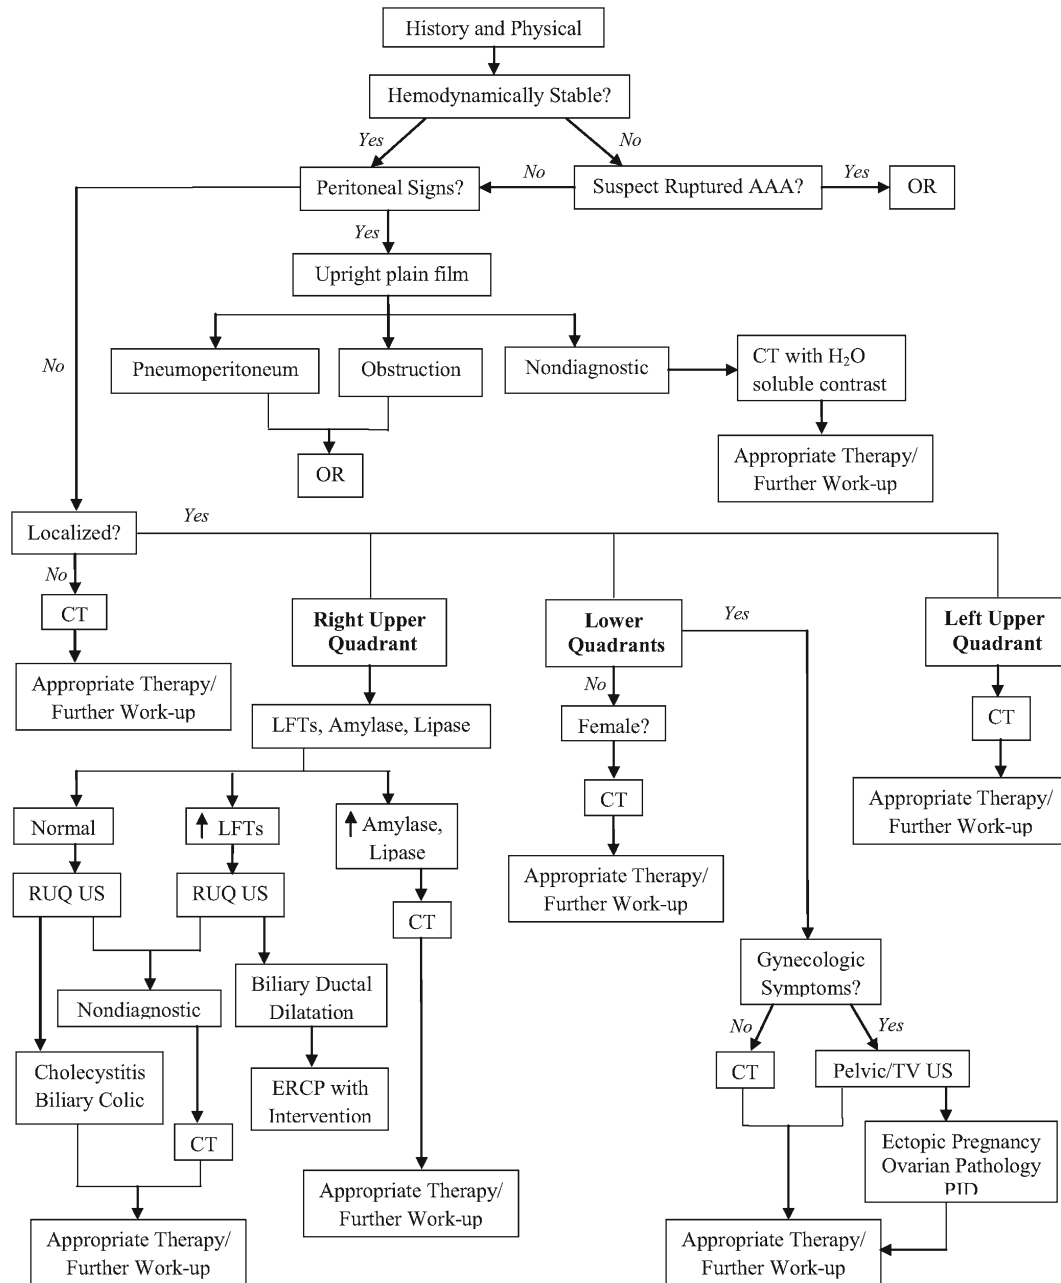 History and Physical
Hemodynamically Stable?
Yes
No
Peritoneal Signs?
No
Suspect Ruptured AAA?
Yes
OR
Yes
Upright plain film
No
Pneumoperitoneum
Obstruction
Nondiagnostic
CT with H₂O
soluble contrast
OR
Appropriate Therapy/
Further Work-up
Localized?
Yes
No
CT
Appropriate Therapy/
Further Work-up
Right Upper
Quadrant
Lower
Quadrants
Yes
Left Upper
Quadrant
No
LFTs, Amylase, Lipase
Female?
CT
CT
Appropriate Therapy/
Further Work-up
Appropriate Therapy/
Further Work-up
Normal
LFTs
Amylase,
Lipase
RUQ US
RUQ US
CT
Nondiagnostic
Biliary Ductal
Dilatation
Gynecologic
Symptoms?
No
Yes
Cholecystitis
Biliary Colic
ERCP with
Intervention
CT
Pelvic/TV US
CT
Ectopic Pregnancy
Ovarian Pathology
PID
Appropriate Therapy/
Further Work-up
Appropriate Therapy/
Further Work-up
Appropriate Therapy/
Further Work-up